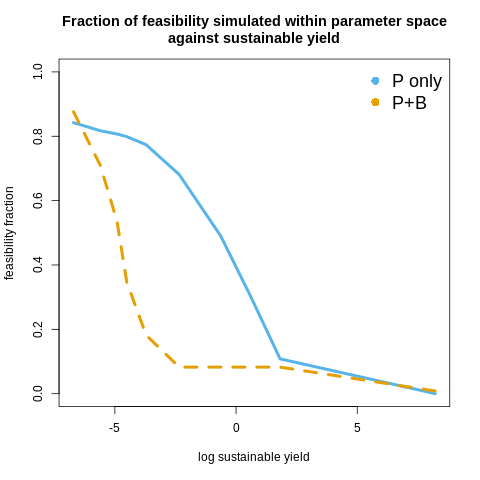 Fraction of feasibility simulated within parameter space
against sustainable yield
P only
P+B
feasibility fraction
1.0
0.8
0.6
0.4
0.2
0.0
-5
0
5
log sustainable yield